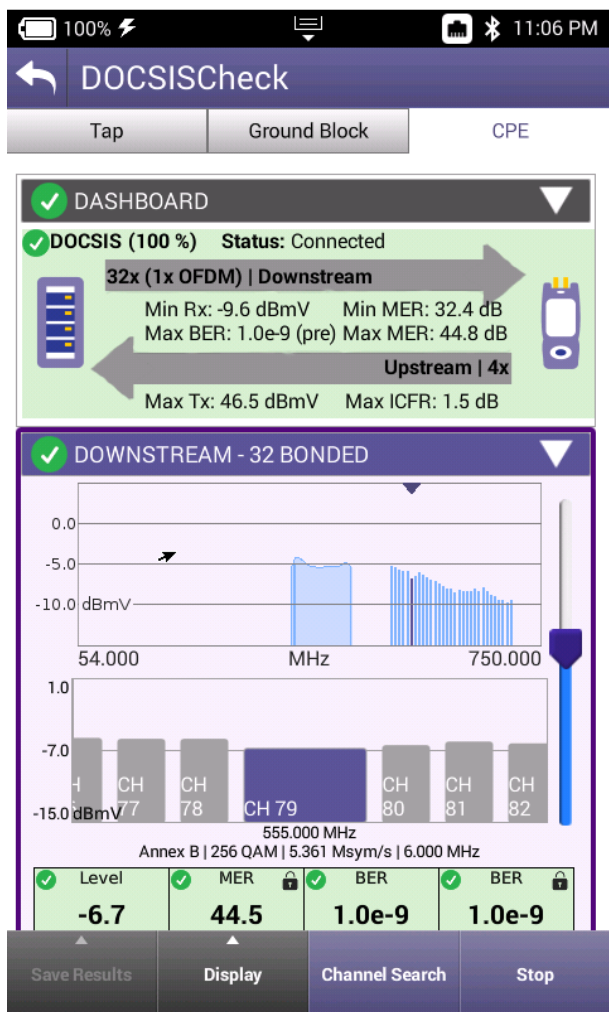 100% 11:06 PM
DOCSISCheck
Tap Ground Block CPE
DASHBOARD
DOCSIS (100 %) Status: Connected
32x (1x OFDM) | Downstream
Min Rx: -9.6 dBmV Min MER: 32.4 dB
Max BER: 1.0e-9 (pre) Max MER: 44.8 dB
Upstream | 4x
Max Tx: 46.5 dBmV Max ICFR: 1.5 dB
DOWNSTREAM - 32 BONDED
0.0
-5.0
-10.0 dBmV
54.000 MHz 750.000
1.0
-7.0
CH CH CH CH CH
77 78 CH 79 80 81 82
-15.0 dBmV
555.000 MHz
Annex B | 256 QAM | 5.361 Msym/s | 6.000 MHz
Level MER BER BER
-6.7 44.5 1.0e-9 1.0e-9
Save Results Display Channel Search Stop